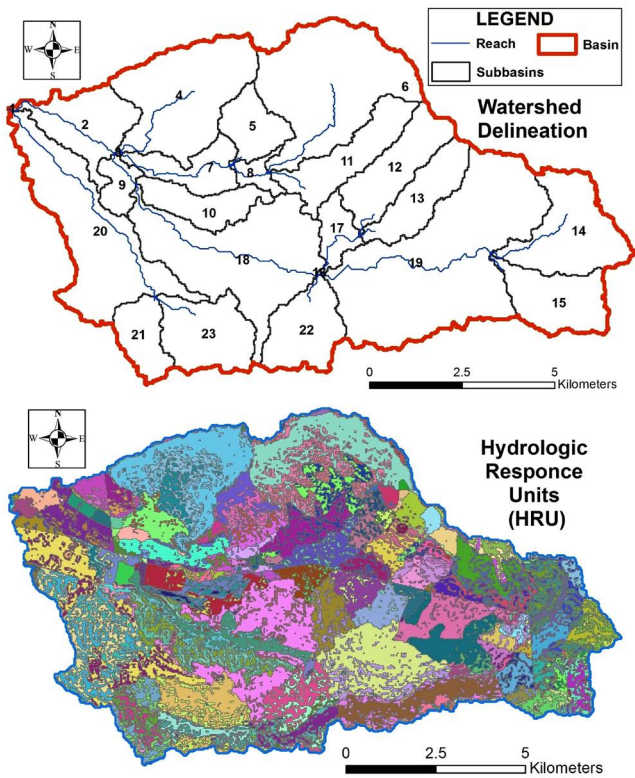 LEGEND
Reach
Basin
Subbasins
N
W
E
S
Watershed
Delineation
1
2
4
5
6
7
8
9
10
11
12
13
14
15
17
18
19
20
21
22
23
0
2.5
5
Kilometers
N
W
E
S
Hydrologic
Responce
Units
(HRU)
0
2.5
5
Kilometers